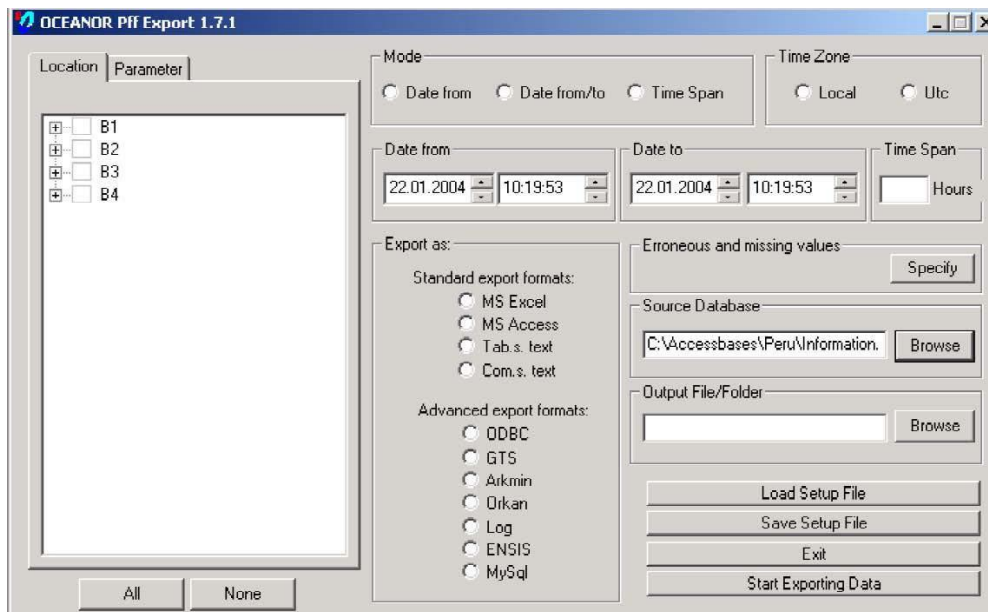 OCEANOR Pff Export 1.7.1
Location
Parameter
B1
B2
B3
B4
All
None
Mode
Date from
Date from/to
Time Span
Time Zone
Local
Utc
Date from
22.01.2004
10:19:53
Date to
22.01.2004
10:19:53
Time Span
Hours
Export as:
Standard export formats:
MS Excel
MS Access
Tab.s. text
Com.s. text
Advanced export formats:
ODBC
GTS
Arkmin
Orkan
Log
ENSIS
MySql
Erroneous and missing values
Specify
Source Database
C:\Accessbases\Peru\Information.
Browse
Output File/Folder
Browse
Load Setup File
Save Setup File
Exit
Start Exporting Data